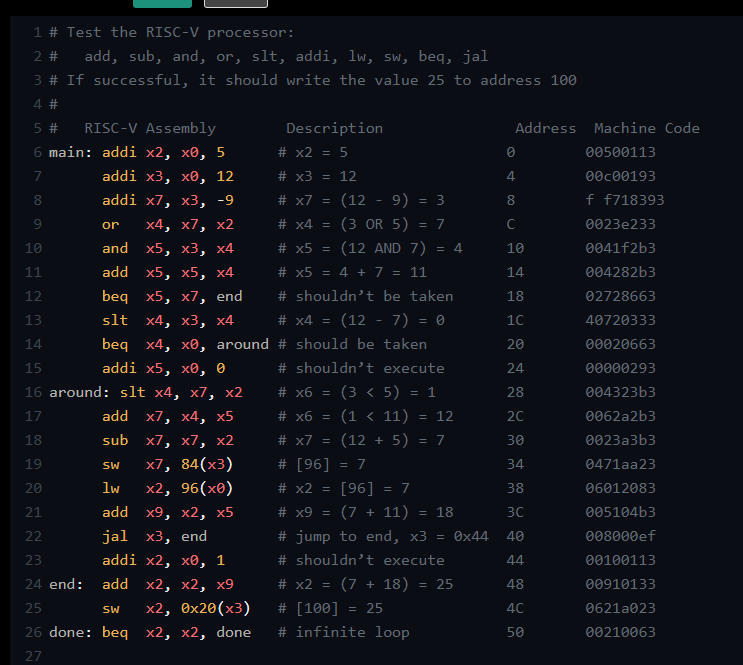 1 # Test the RISC-V processor:
2 #   add, sub, and, or, slt, addi, lw, sw, beq, jal
3 # If successful, it should write the value 25 to address 100
4 #
5 #   RISC-V Assembly        Description               Address  Machine Code
6 main: addi x2, x0, 5      # x2 = 5                  0        00500113
7       addi x3, x0, 12     # x3 = 12                 4        00c00193
8       addi x7, x3, -9     # x7 = (12 - 9) = 3       8        f f718393
9       or   x4, x7, x2     # x4 = (3 OR 5) = 7       C        0023e233
10       and  x5, x3, x4     # x5 = (12 AND 7) = 4     10       0041f2b3
11       add  x5, x5, x4     # x5 = 4 + 7 = 11         14       004282b3
12       beq  x5, x7, end    # shouldn’t be taken      18       02728663
13       slt  x4, x3, x4     # x4 = (12 - 7) = 0       1C       40720333
14       beq  x4, x0, around # should be taken         20       00020663
15       addi x5, x0, 0      # shouldn’t execute       24       00000293
16 around: slt x4, x7, x2    # x6 = (3 < 5) = 1        28       004323b3
17       add  x7, x4, x5     # x6 = (1 < 11) = 12      2C       0062a2b3
18       sub  x7, x7, x2     # x7 = (12 + 5) = 7       30       0023a3b3
19       sw   x7, 84(x3)     # [96] = 7                34       0471aa23
20       lw   x2, 96(x0)     # x2 = [96] = 7           38       06012083
21       add  x9, x2, x5     # x9 = (7 + 11) = 18      3C       005104b3
22       jal  x3, end        # jump to end, x3 = 0x44  40       008000ef
23       addi x2, x0, 1      # shouldn’t execute       44       00100113
24 end:  add  x2, x2, x9     # x2 = (7 + 18) = 25      48       00910133
25       sw   x2, 0x20(x3)   # [100] = 25              4C       0621a023
26 done: beq  x2, x2, done   # infinite loop           50       00210063
27